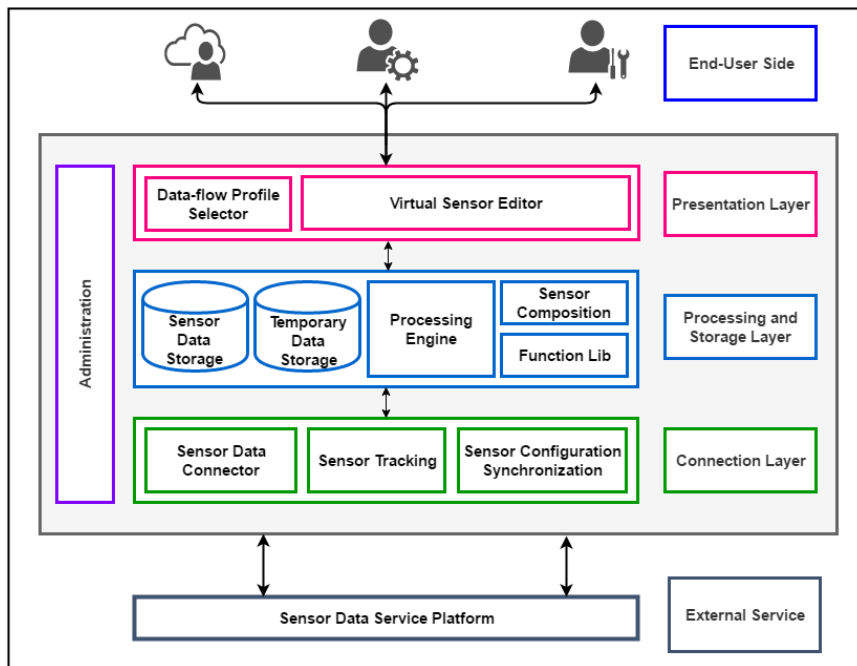 End-User Side
Data-flow Profile
Selector
Virtual Sensor Editor
Presentation Layer
Administration
Sensor
Data
Storage
Temporary
Data
Storage
Processing
Engine
Sensor
Composition
Function Lib
Processing and
Storage Layer
Sensor Data
Connector
Sensor Tracking
Sensor Configuration
Synchronization
Connection Layer
Sensor Data Service Platform
External Service